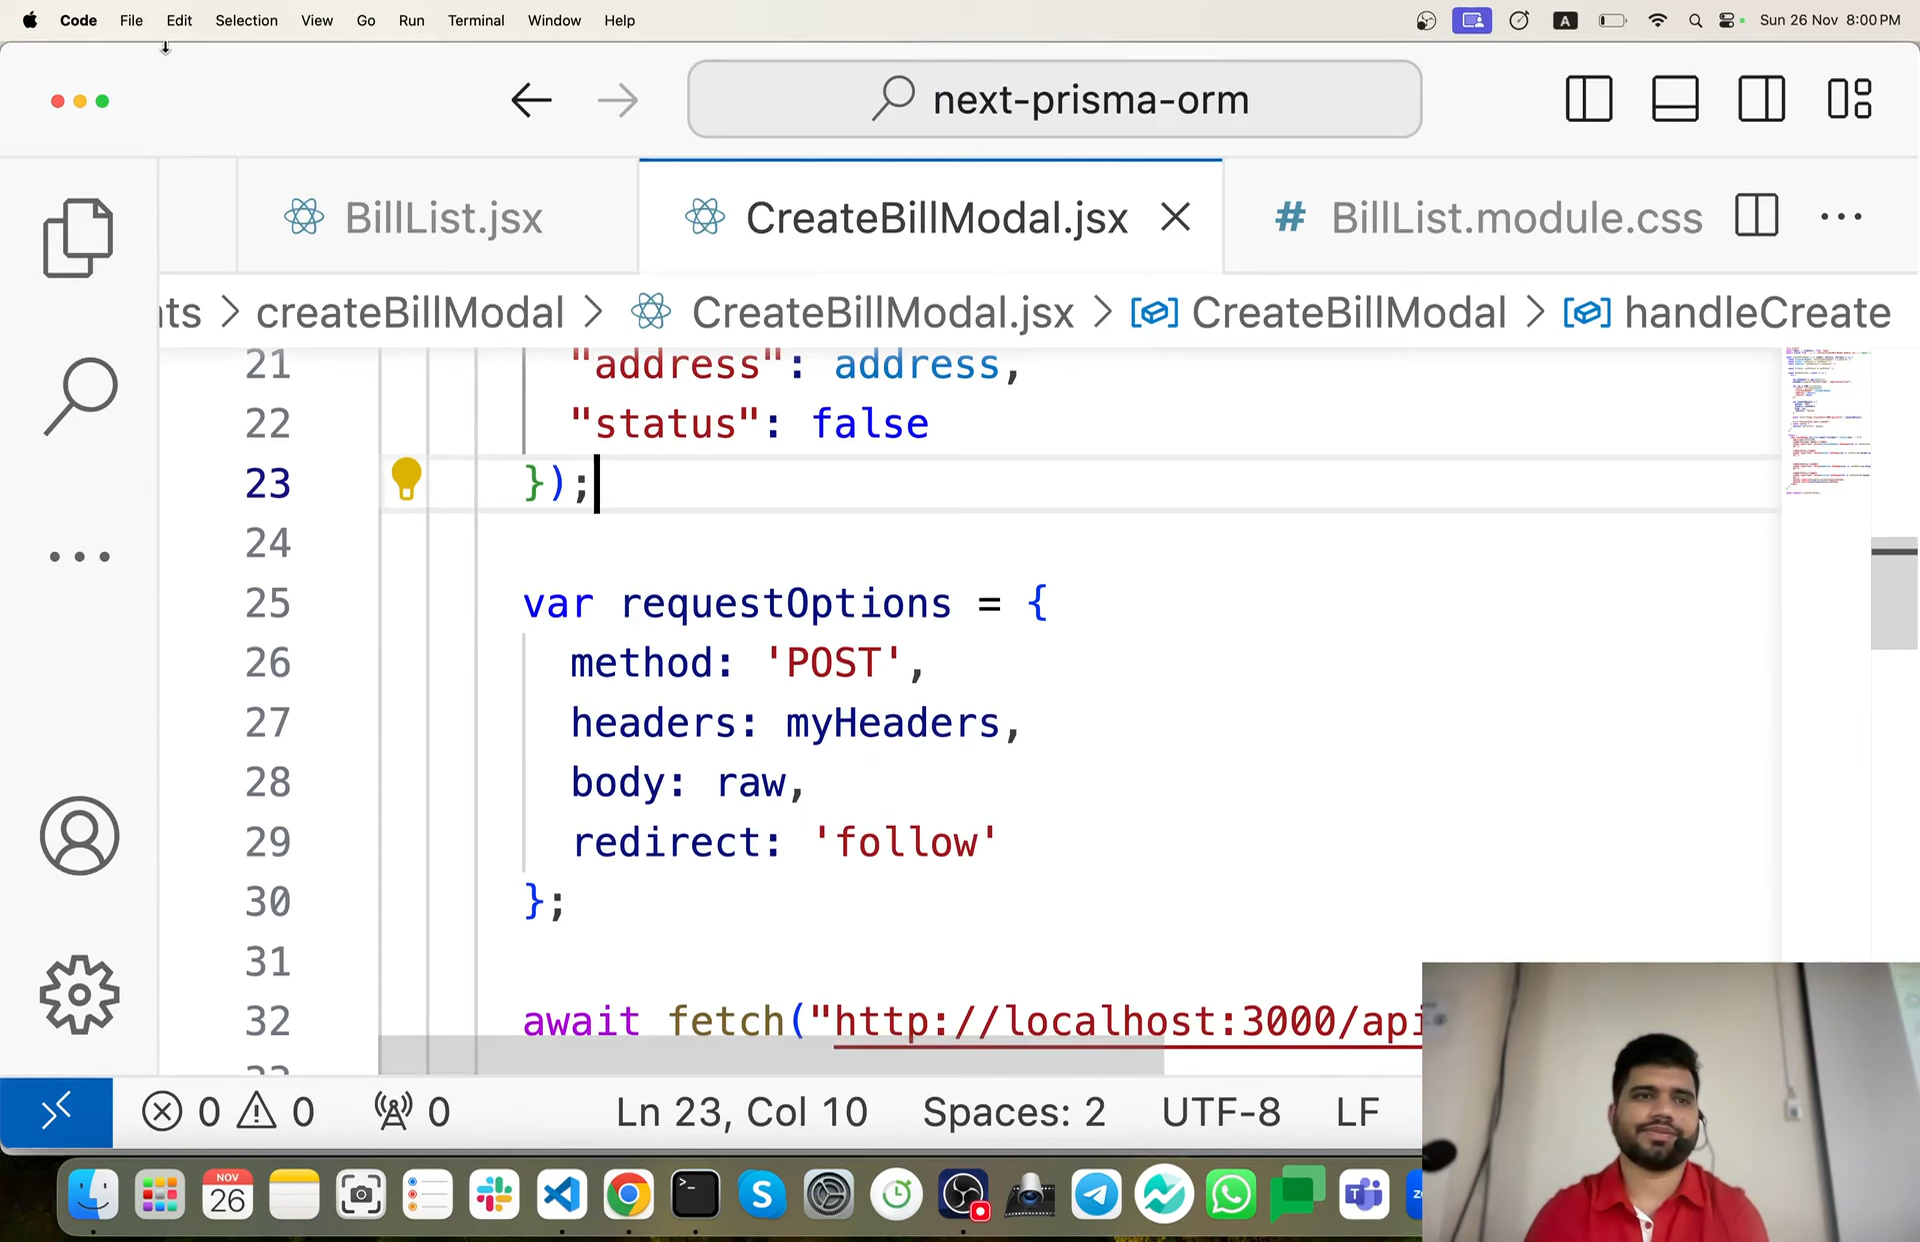 Code File Edit Selection View Go Run Terminal Window Help A Sun 26 Nov 8:00 PM
next-prisma-orm
BillList.jsx CreateBillModal.jsx # BillList.module.css
nts > createBillModal > CreateBillModal.jsx > CreateBillModal > handleCreate
21 "address": address,
22 "status": false
23 });
24
25 var requestOptions = {
26 method: 'POST',
27 headers: myHeaders,
28 body: raw,
29 redirect: 'follow'
30 };
31
32 await fetch("http://localhost:3000/api
0 0 0 Ln 23, Col 10 Spaces: 2 UTF-8 LF
NOV
26